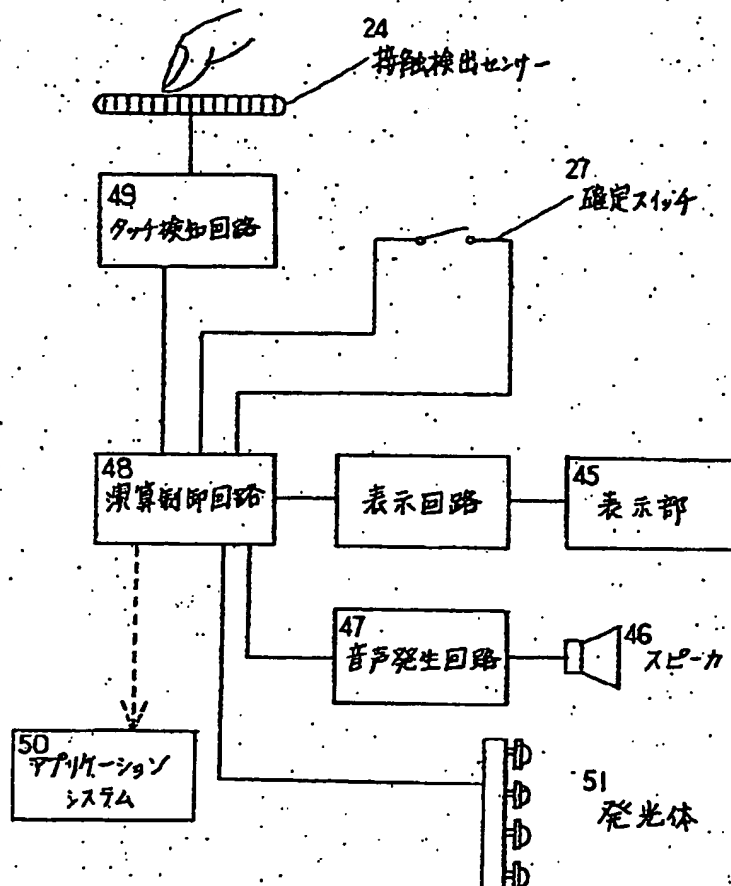 24
接触検出センサー
27
確定スイッチ
49
タッチ検知回路
48
演算制御回路
表示回路
45
表示部
47
音声発生回路
46
スピーカ
50
アプリケーション
システム
51
発光体